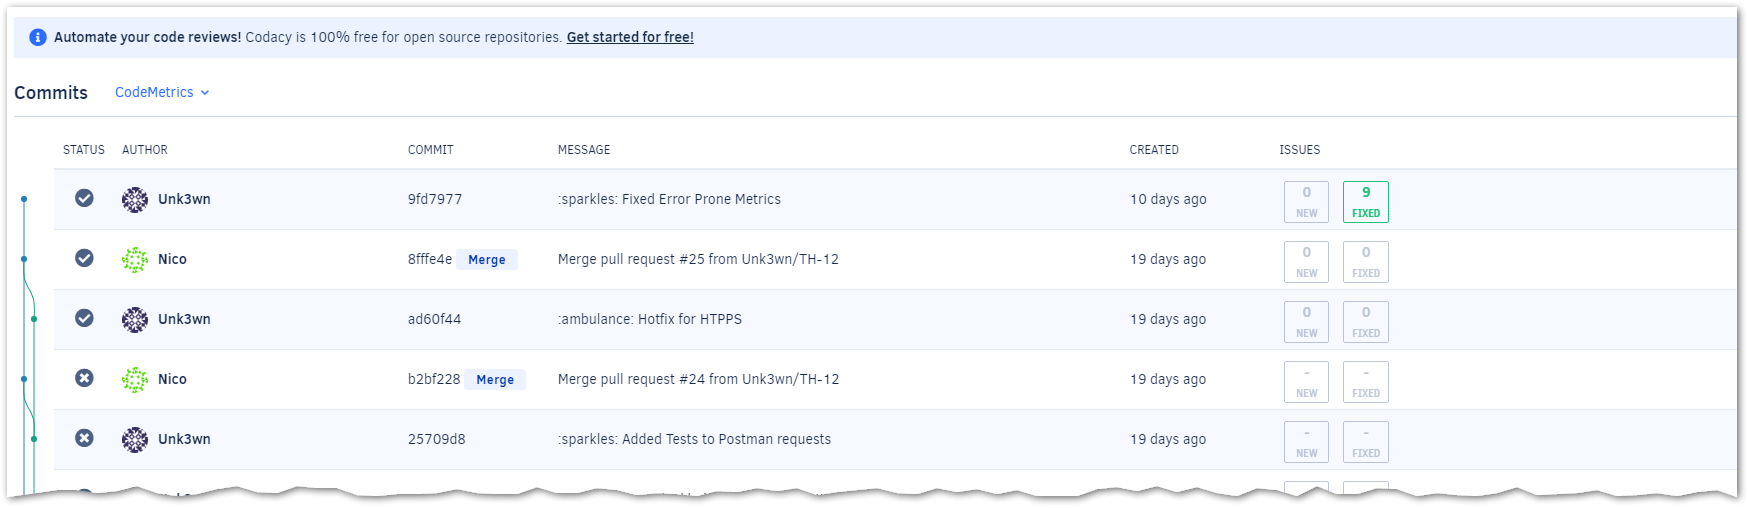 Automate your code reviews! Codacy is 100% free for open source repositories. Get started for free!
Commits CodeMetrics
STATUS AUTHOR COMMIT MESSAGE CREATED ISSUES
Unk3wn 9fd7977 :sparkles: Fixed Error Prone Metrics 10 days ago 0 NEW 9 FIXED
Nico 8fffe4e Merge Merge pull request #25 from Unk3wn/TH-12 19 days ago 0 NEW 0 FIXED
Unk3wn ad60f44 :ambulance: Hotfix for HTPPS 19 days ago 0 NEW 0 FIXED
Nico b2bf228 Merge Merge pull request #24 from Unk3wn/TH-12 19 days ago - NEW - FIXED
Unk3wn 25709d8 :sparkles: Added Tests to Postman requests 19 days ago - NEW - FIXED